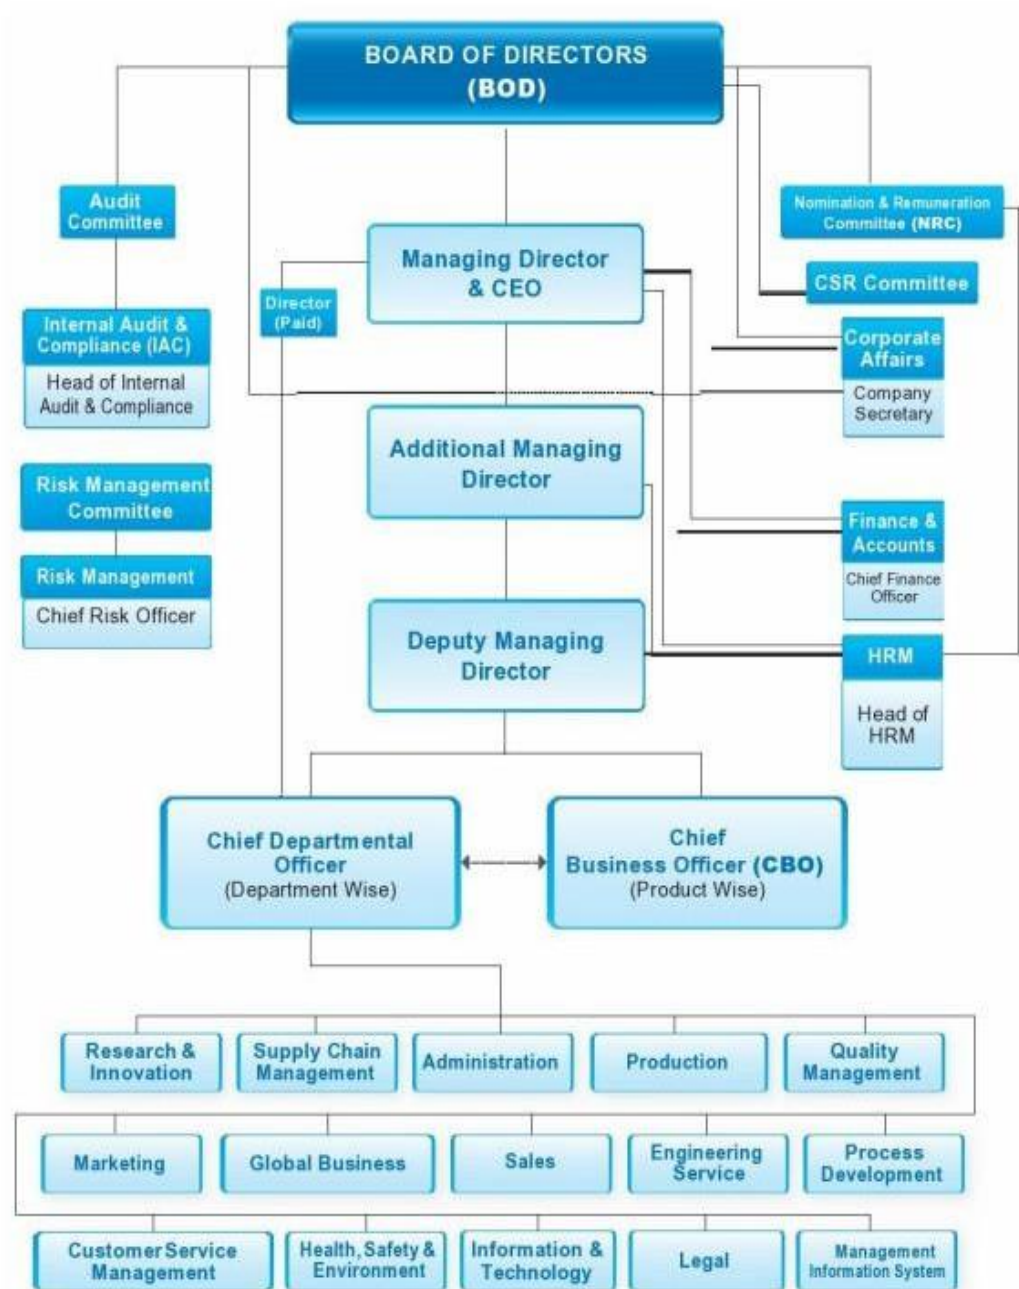 BOARD OF DIRECTORS
(BOD)
Audit
Committee
Nomination & Remuneration
Committee (NRC)
Managing Director
& CEO
CSR Committee
Director
(Paid)
Internal Audit &
Compliance (IAC)
Head of Internal
Audit & Compliance
Corporate
Affairs
Company
Secretary
Additional Managing
Director
Risk Management
Committee
Finance &
Accounts
Chief Finance
Officer
Risk Management
Chief Risk Officer
Deputy Managing
Director
HRM
Head of
HRM
Chief Departmental
Officer
(Department Wise)
Chief
Business Officer (CBO)
(Product Wise)
Research &
Innovation
Supply Chain
Management
Administration
Production
Quality
Management
Marketing
Global Business
Sales
Engineering
Service
Process
Development
Customer Service
Management
Health, Safety &
Environment
Information &
Technology
Legal
Management
Information System